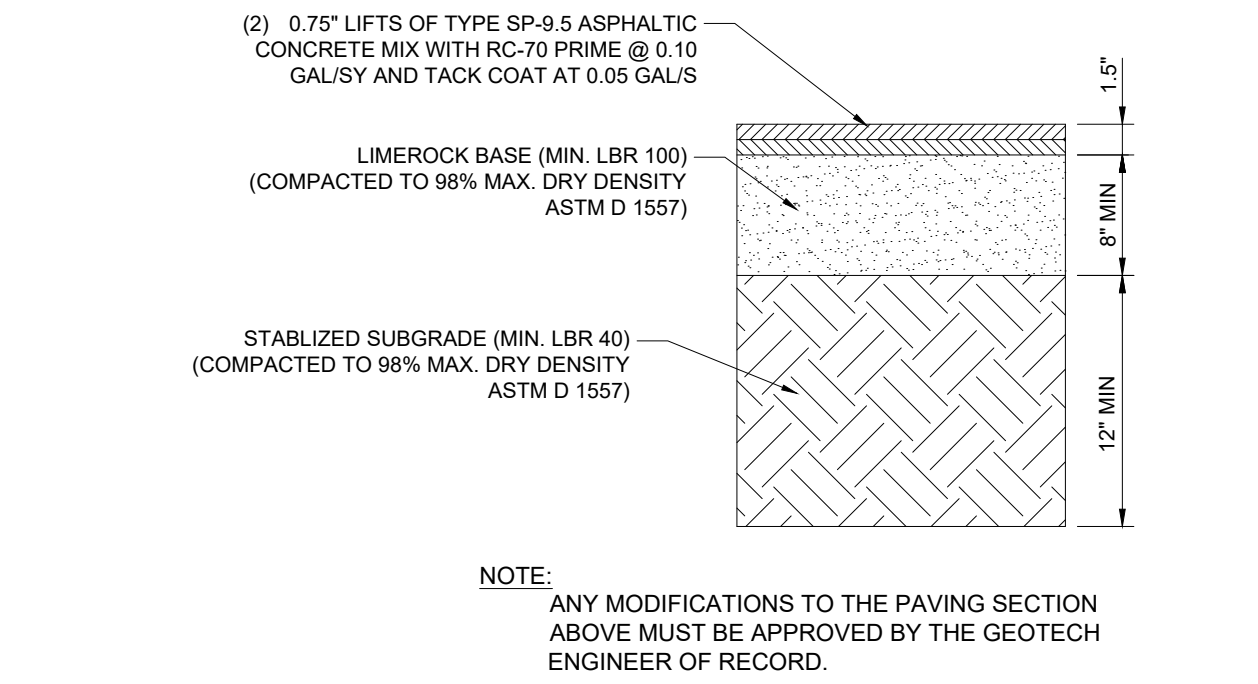 (2) 0.75" LIFTS OF TYPE SP-9.5 ASPHALTIC
CONCRETE MIX WITH RC-70 PRIME @ 0.10
GAL/SY AND TACK COAT AT 0.05 GAL/S
1.5"
LIMEROCK BASE (MIN. LBR 100)
(COMPACTED TO 98% MAX. DRY DENSITY
ASTM D 1557)
8" MIN
STABLIZED SUBGRADE (MIN. LBR 40)
(COMPACTED TO 98% MAX. DRY DENSITY
ASTM D 1557)
12" MIN
NOTE:
ANY MODIFICATIONS TO THE PAVING SECTION
ABOVE MUST BE APPROVED BY THE GEOTECH
ENGINEER OF RECORD.